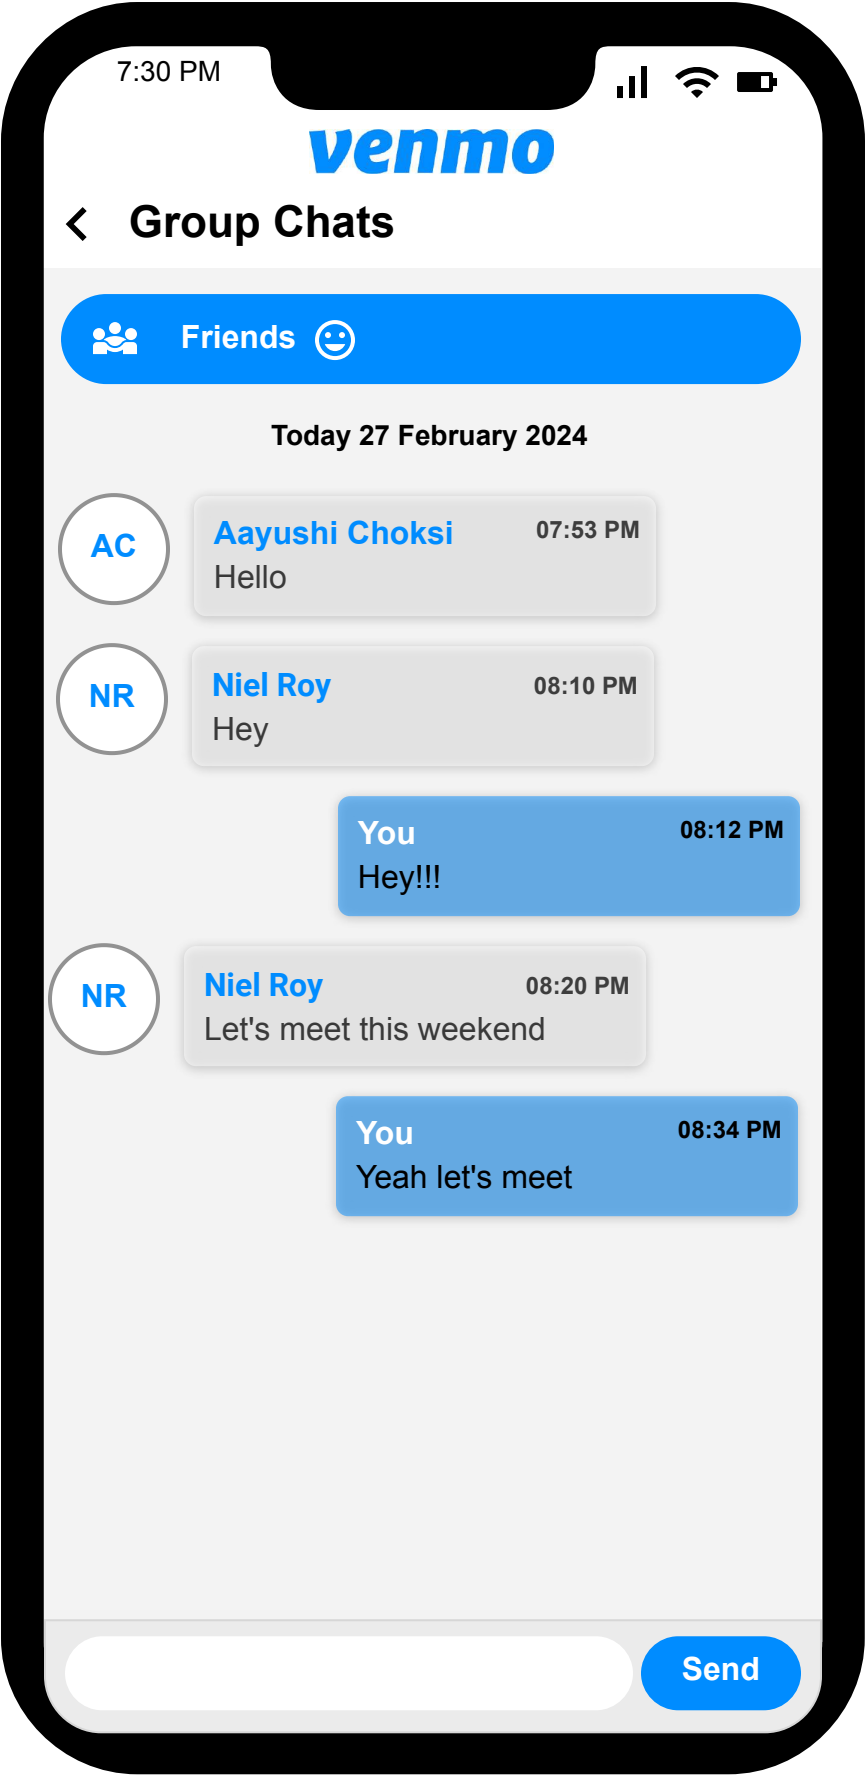 7:30 PM
venmo
Group Chats
Friends
Today 27 February 2024
AC
Aayushi Choksi 07:53 PM
Hello
NR
Niel Roy 08:10 PM
Hey
You 08:12 PM
Hey!!!
NR
Niel Roy 08:20 PM
Let's meet this weekend
You 08:34 PM
Yeah let's meet
Send